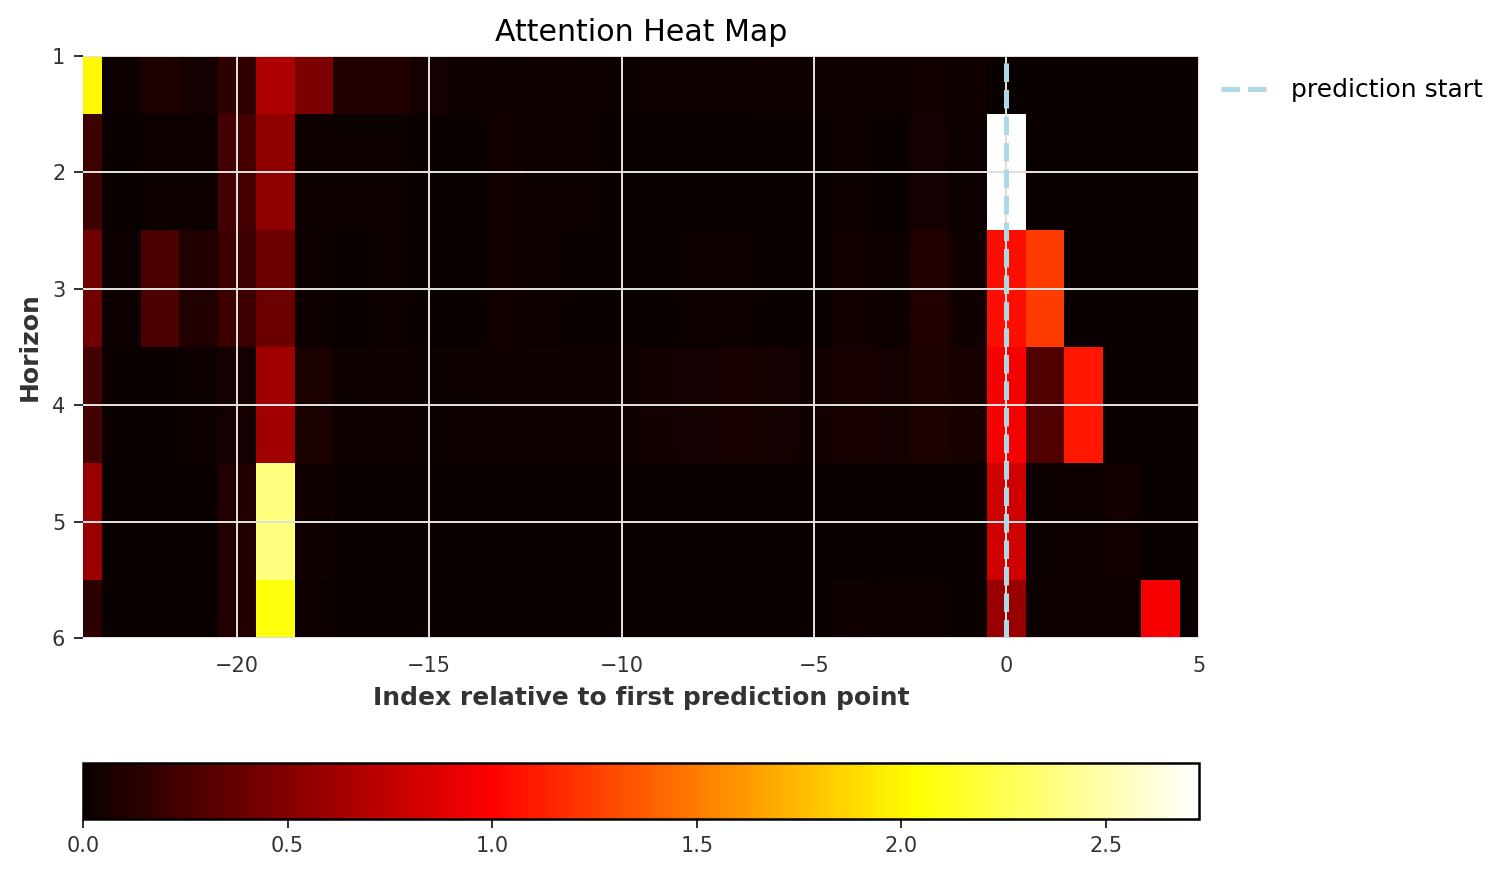 Attention Heat Map
1
2
3
4
5
6
Horizon
−20 −15 −10 −5 0 5
Index relative to first prediction point
prediction start
0.0 0.5 1.0 1.5 2.0 2.5